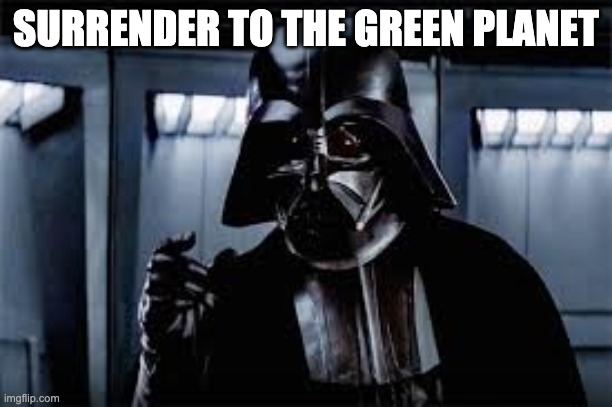 SURRENDER TO THE GREEN PLANET
imgflip.com